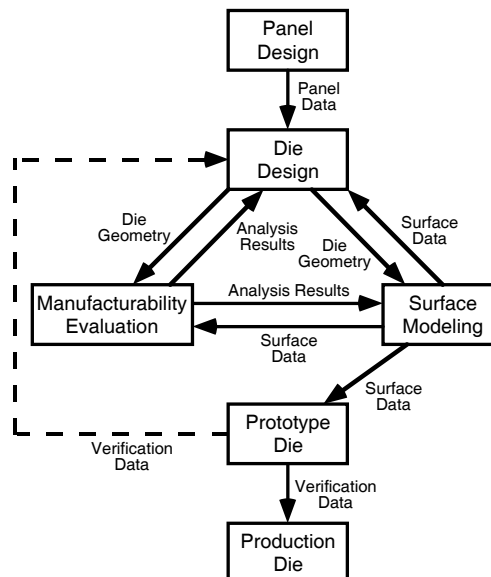 Panel
Design
Panel
Data
Die
Design
Die
Geometry
Analysis
Results
Die
Geometry
Surface
Data
Manufacturability
Evaluation
Analysis Results
Surface
Data
Surface
Modeling
Surface
Data
Prototype
Die
Verification
Data
Verification
Data
Production
Die